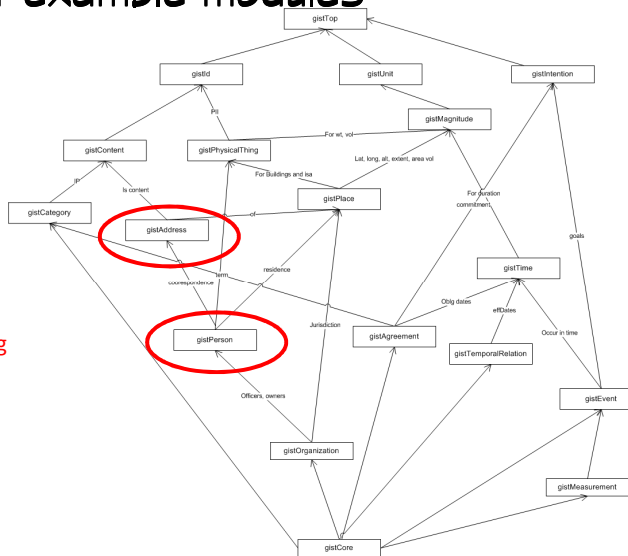 example modules
gistTop
gistId
gistUnit
gistIntention
PII
gistMagnitude
For wt, vol
gistContent
gistPhysicalThing
Lat, long, alt, extent, area vol
IP
Is content
For Buildings and isa
For duration
gistPlace
commitment
gistCategory
of
gistAddress
goals
term
residence
gistTime
Oblg dates
effDates
gistPerson
Jurisdiction
gistAgreement
Occur in time
gistTemporalRelation
g
Officers, owners
gistEvent
gistOrganization
gistMeasurement
gistCore